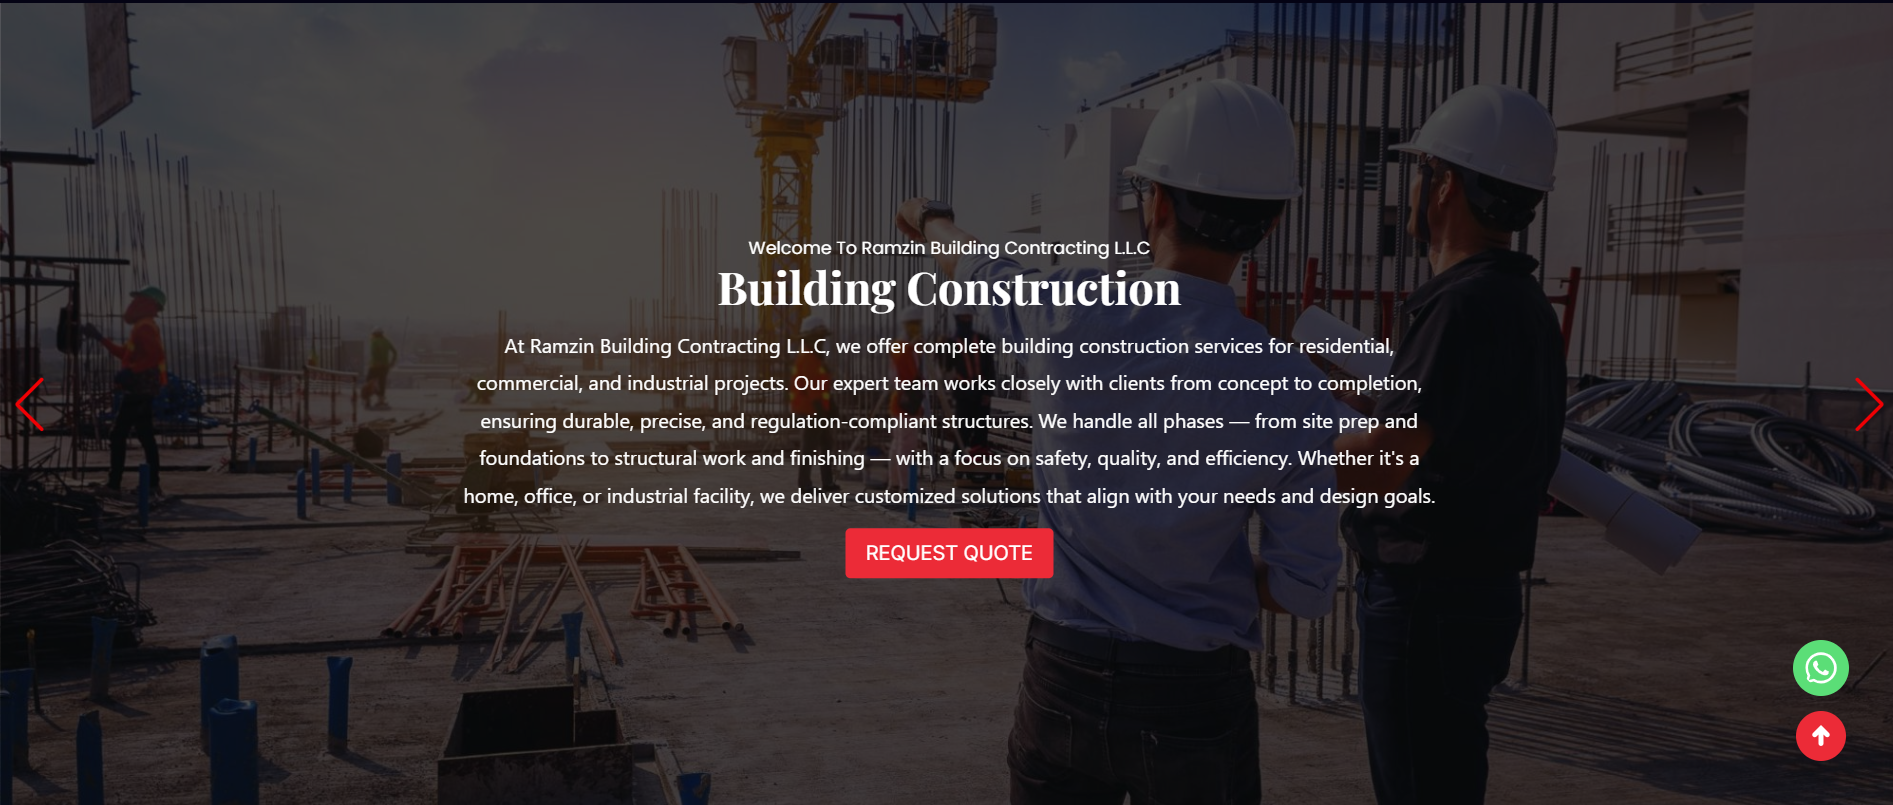 Welcome To Ramzin Building Contracting L.L.C
Building Construction
At Ramzin Building Contracting L.L.C, we offer complete building construction services for residential,
commercial, and industrial projects. Our expert team works closely with clients from concept to completion,
ensuring durable, precise, and regulation-compliant structures. We handle all phases — from site prep and
foundations to structural work and finishing — with a focus on safety, quality, and efficiency. Whether it's a
home, office, or industrial facility, we deliver customized solutions that align with your needs and design goals.
REQUEST QUOTE